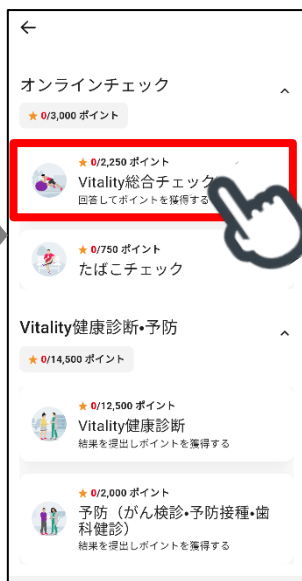 オンラインチェック
★ 0/3,000 ポイント
★ 0/2,250 ポイント
Vitality総合チェック
回答してポイントを獲得する
★ 0/750 ポイント
たばこチェック
Vitality健康診断・予防
★ 0/14,500 ポイント
★ 0/12,500 ポイント
Vitality健康診断
結果を提出しポイントを獲得する
★ 0/2,000 ポイント
予防（がん検診・予防接種・歯
科健診）
結果を提出しポイントを獲得する